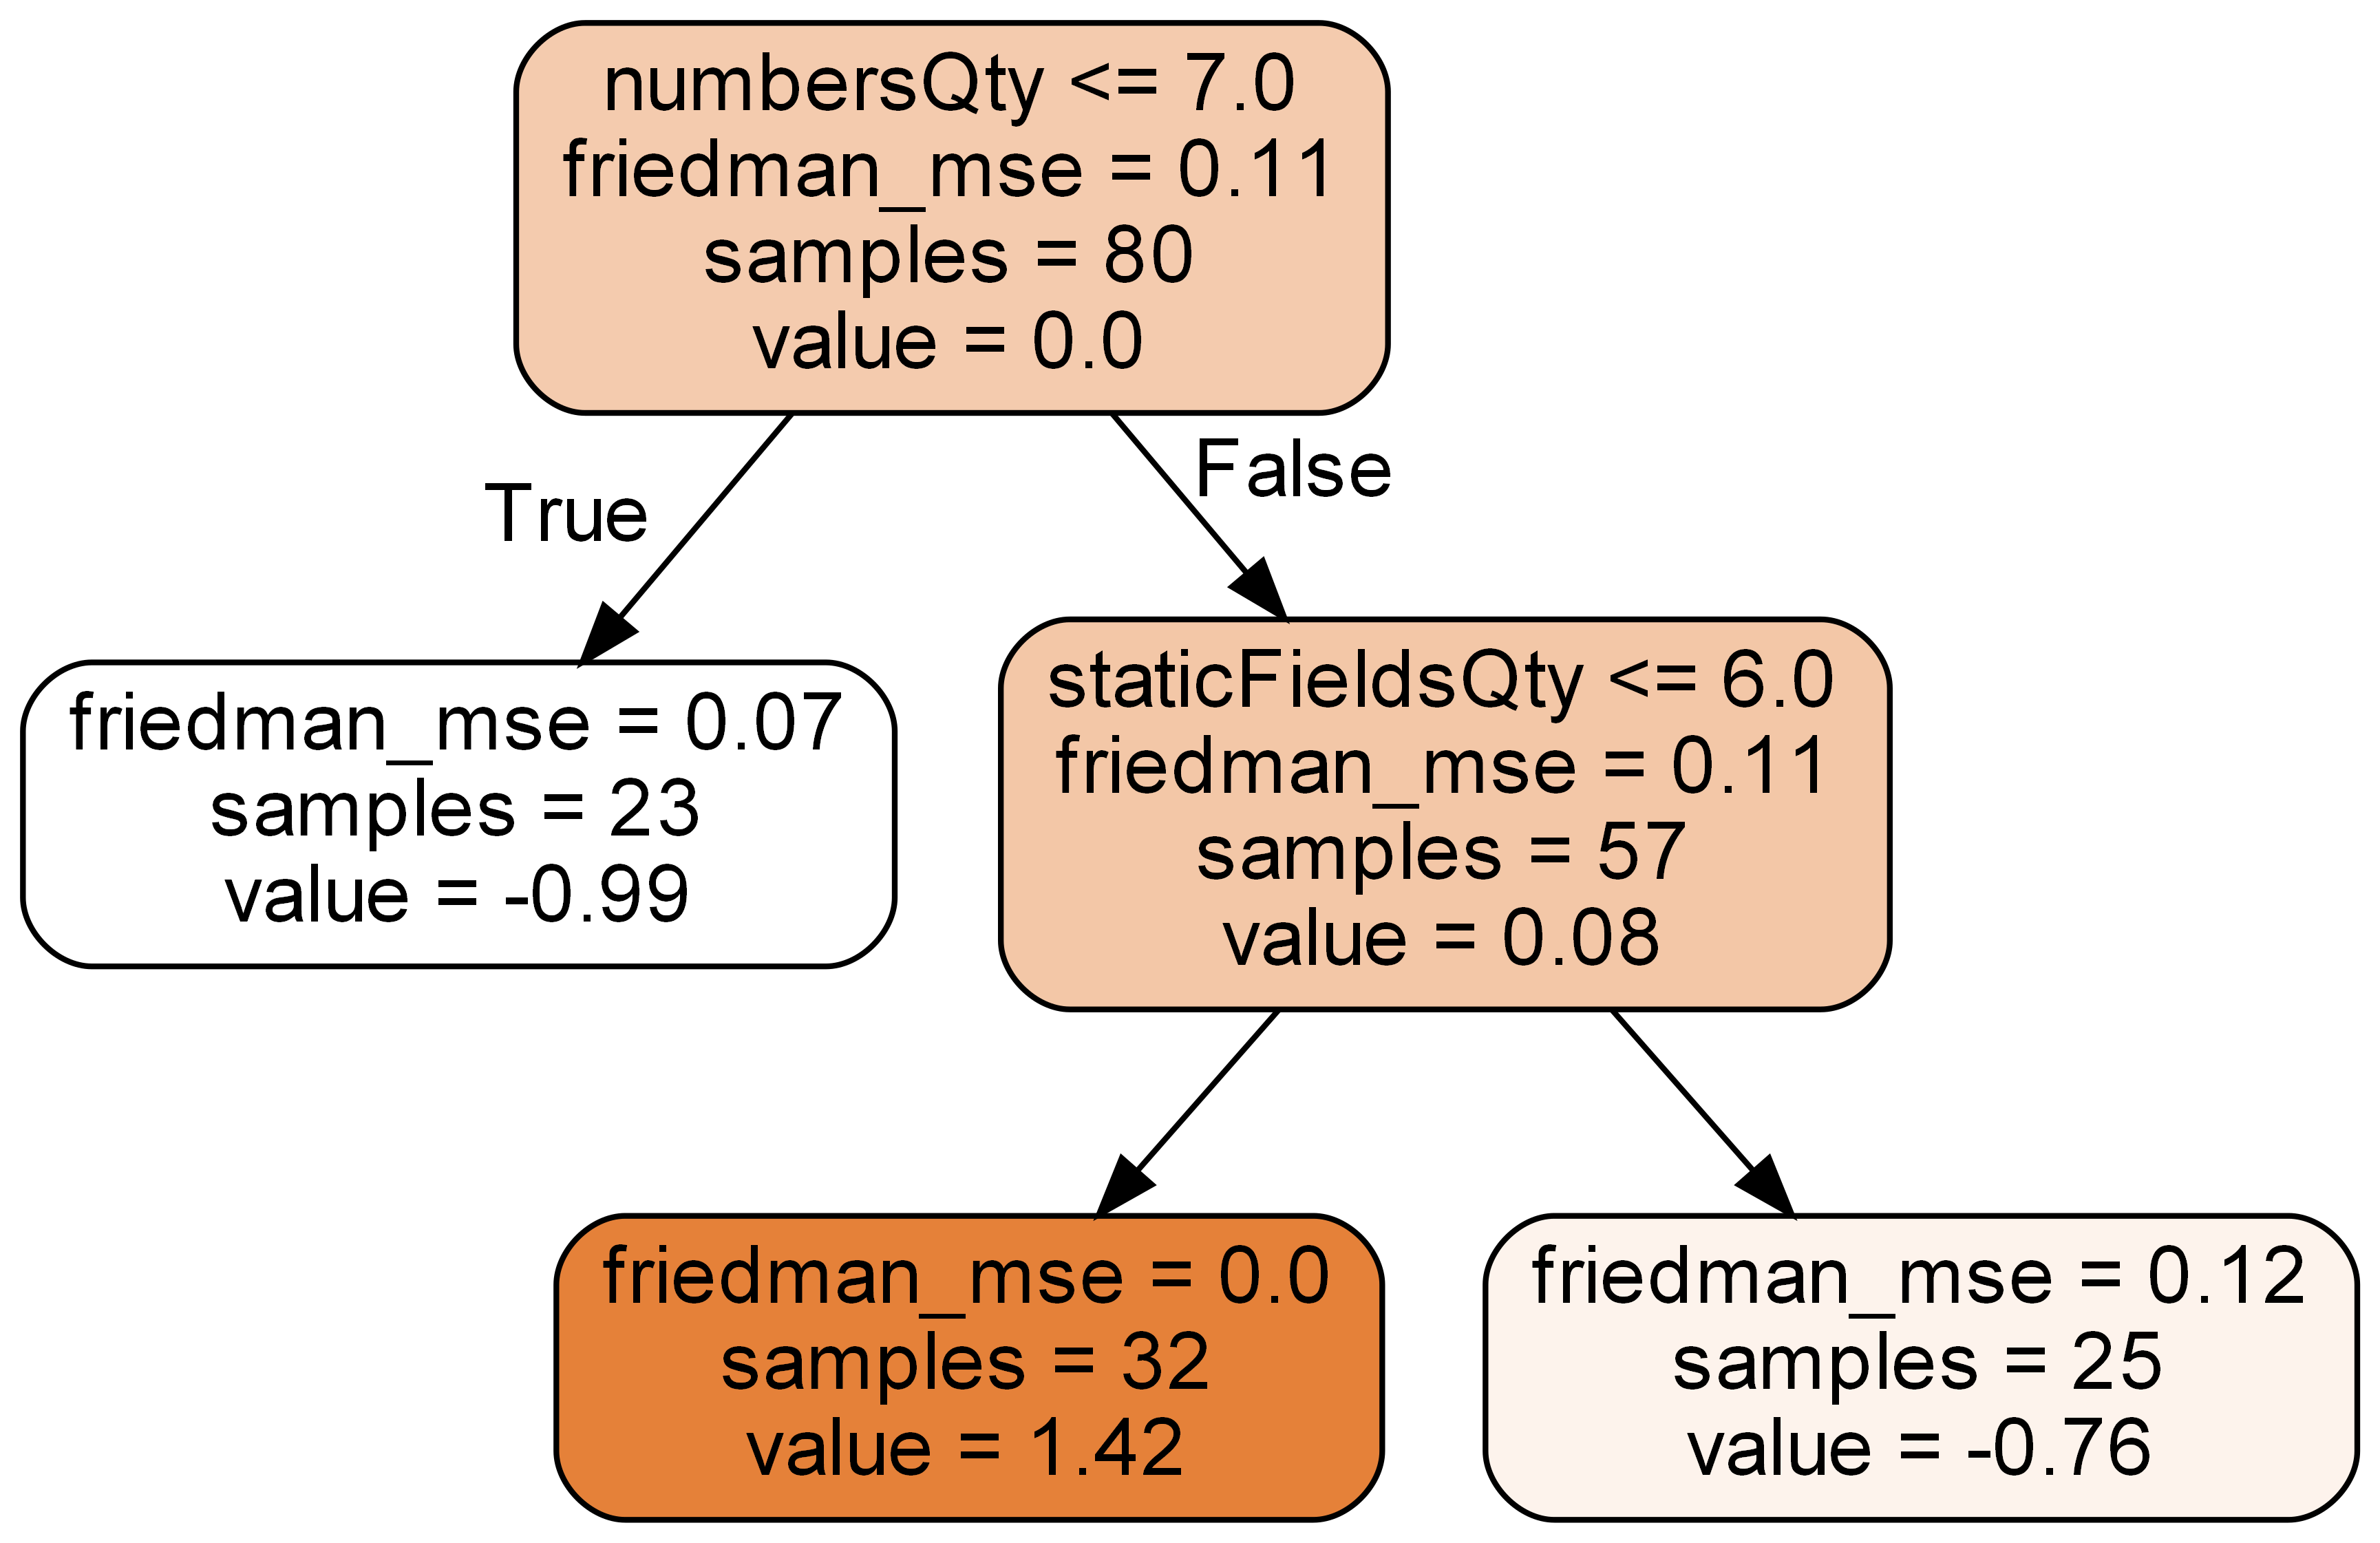 numbersQty <= 7.0
friedman_mse = 0.11
samples = 80
value = 0.0
True
False
friedman_mse = 0.07
samples = 23
value = -0.99
staticFieldsQty <= 6.0
friedman_mse = 0.11
samples = 57
value = 0.08
friedman_mse = 0.0
samples = 32
value = 1.42
friedman_mse = 0.12
samples = 25
value = -0.76